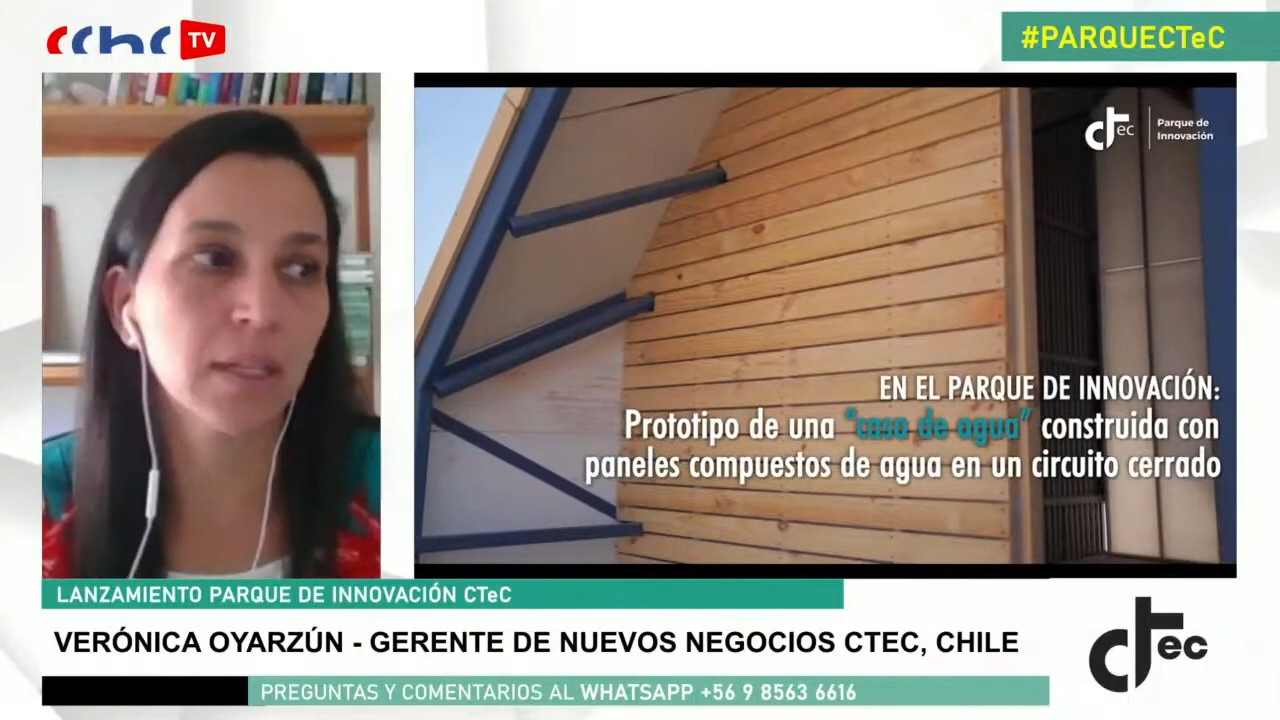 cchc TV
#PARQUECTeC
CTec
Parque de
Innovación
EN EL PARQUE DE INNOVACIÓN:
Prototipo de una "casa de agua" construida con
paneles compuestos de agua en un circuito cerrado
LANZAMIENTO PARQUE DE INNOVACIÓN CTeC
VERÓNICA OYARZÚN - GERENTE DE NUEVOS NEGOCIOS CTEC, CHILE
CTec
PREGUNTAS Y COMENTARIOS AL WHATSAPP +56 9 8563 6616